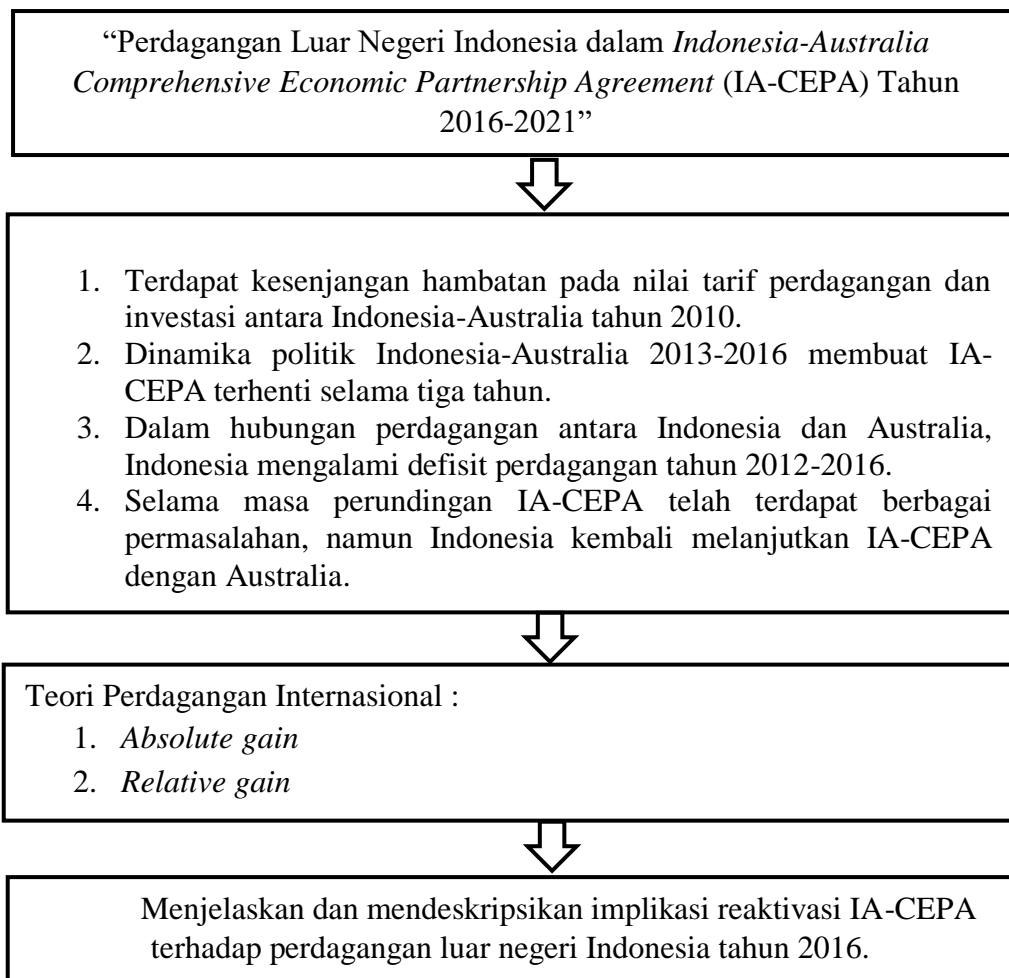 “Perdagangan Luar Negeri Indonesia dalam Indonesia-Australia
Comprehensive Economic Partnership Agreement (IA-CEPA) Tahun
2016-2021”
1. Terdapat kesenjangan hambatan pada nilai tarif perdagangan dan
investasi antara Indonesia-Australia tahun 2010.
2. Dinamika politik Indonesia-Australia 2013-2016 membuat IA-
CEPA terhenti selama tiga tahun.
3. Dalam hubungan perdagangan antara Indonesia dan Australia,
Indonesia mengalami defisit perdagangan tahun 2012-2016.
4. Selama masa perundingan IA-CEPA telah terdapat berbagai
permasalahan, namun Indonesia kembali melanjutkan IA-CEPA
dengan Australia.
Teori Perdagangan Internasional :
1. Absolute gain
2. Relative gain
Menjelaskan dan mendeskripsikan implikasi reaktivasi IA-CEPA
terhadap perdagangan luar negeri Indonesia tahun 2016.